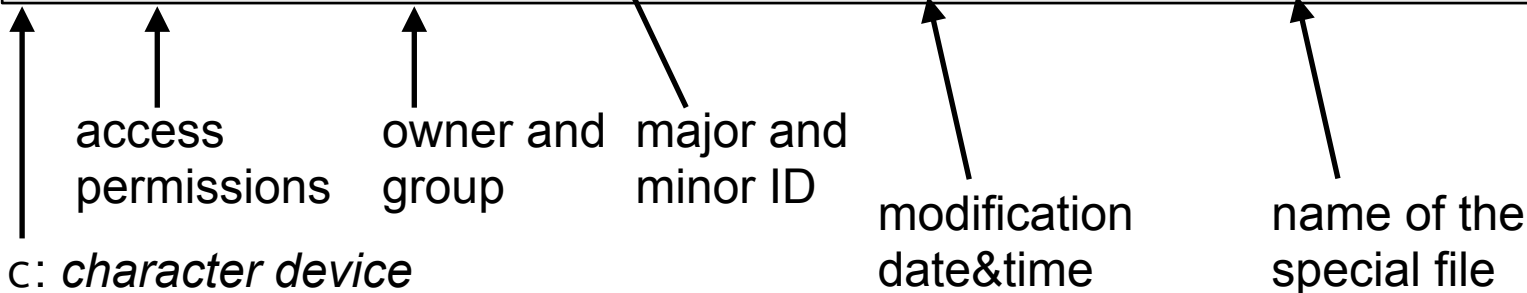 access permissions
owner and group
major and minor ID
modification date&time
name of the special file
c: character device